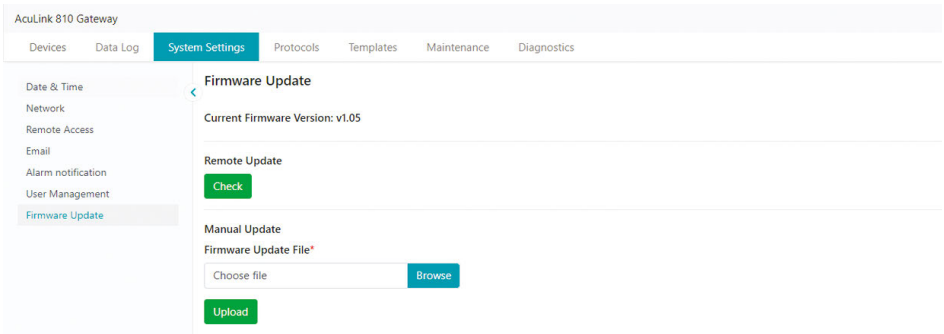 AcuLink 810 Gateway
Devices Data Log System Settings Protocols Templates Maintenance Diagnostics
Date & Time
Network
Remote Access
Email
Alarm notification
User Management
Firmware Update
Firmware Update
Current Firmware Version: v1.05
Remote Update
Check
Manual Update
Firmware Update File*
Choose file Browse
Upload